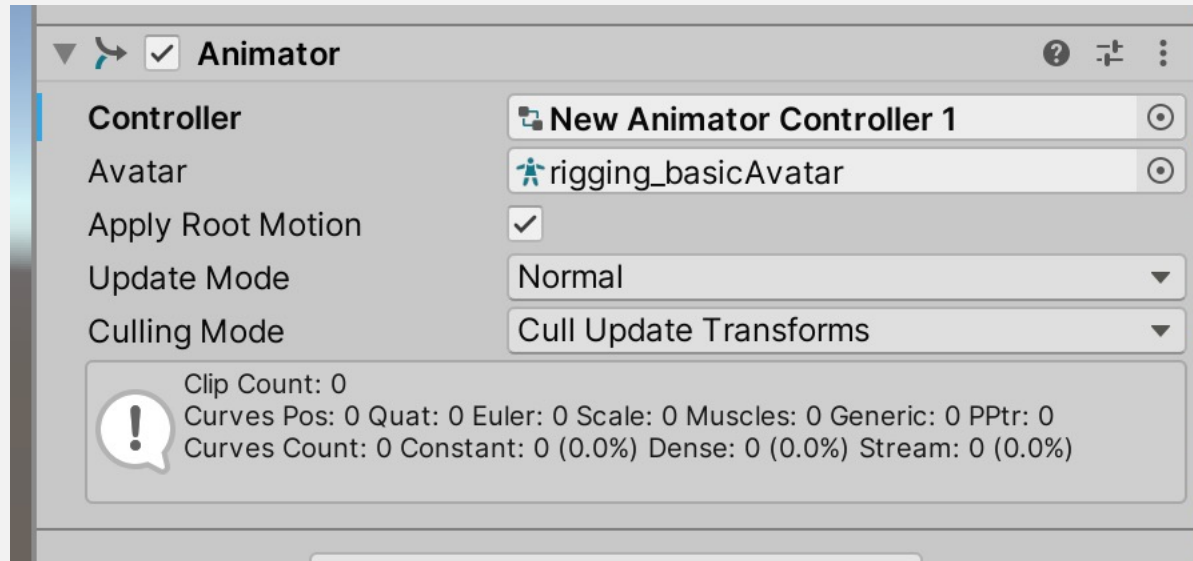 Animator
Controller New Animator Controller 1
Avatar rigging_basicAvatar
Apply Root Motion
Update Mode Normal
Culling Mode Cull Update Transforms
Clip Count: 0
Curves Pos: 0 Quat: 0 Euler: 0 Scale: 0 Muscles: 0 Generic: 0 PPtr: 0
Curves Count: 0 Constant: 0 (0.0%) Dense: 0 (0.0%) Stream: 0 (0.0%)